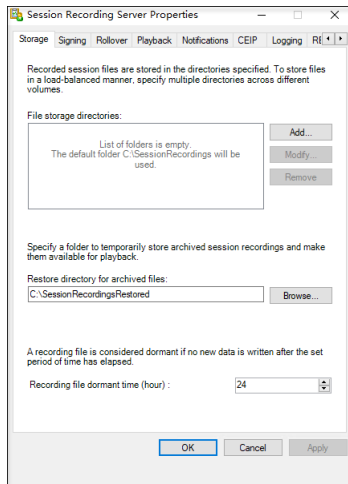 Session Recording Server Properties
Storage Signing Rollover Playback Notifications CEIP Logging
Recorded session files are stored in the directories specified. To store files
in a load-balanced manner, specify multiple directories across different
volumes.
File storage directories:
List of folders is empty.
The default folder C:\SessionRecordings will be
used.
Add...
Modify...
Remove
Specify a folder to temporarily store archived session recordings and make
them available for playback.
Restore directory for archived files:
C:\SessionRecordingsRestored
Browse...
A recording file is considered dormant if no new data is written after the set
period of time has elapsed.
Recording file dormant time (hour) :
24
OK Cancel Apply